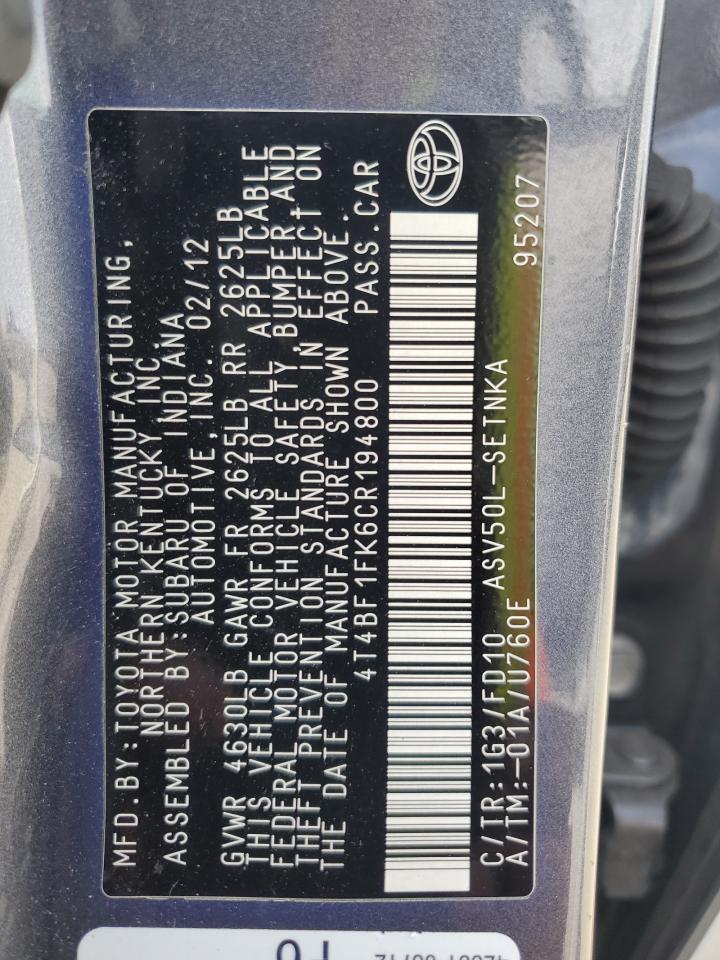 MFD.BY:TOYOTA MOTOR MANUFACTURING,
NORTHERN KENTUCKY INC.
ASSEMBLED BY:SUBARU OF INDIANA
AUTOMOTIVE,INC. 02/12
GVWR 4630LB GAWR FR 2625LB RR 2625LB
THIS VEHICLE CONFORMS TO ALL APPLICABLE
FEDERAL MOTOR VEHICLE SAFETY, BUMPER AND
THEFT PREVENTION STANDARDS IN EFFECT ON
THE DATE OF MANUFACTURE SHOWN ABOVE.
4T4BF1FK6CR194800 PASS.CAR
C/TR:1G3/FD10 ASV50L-SETNKA
A/TM:-01A/U760E 95207